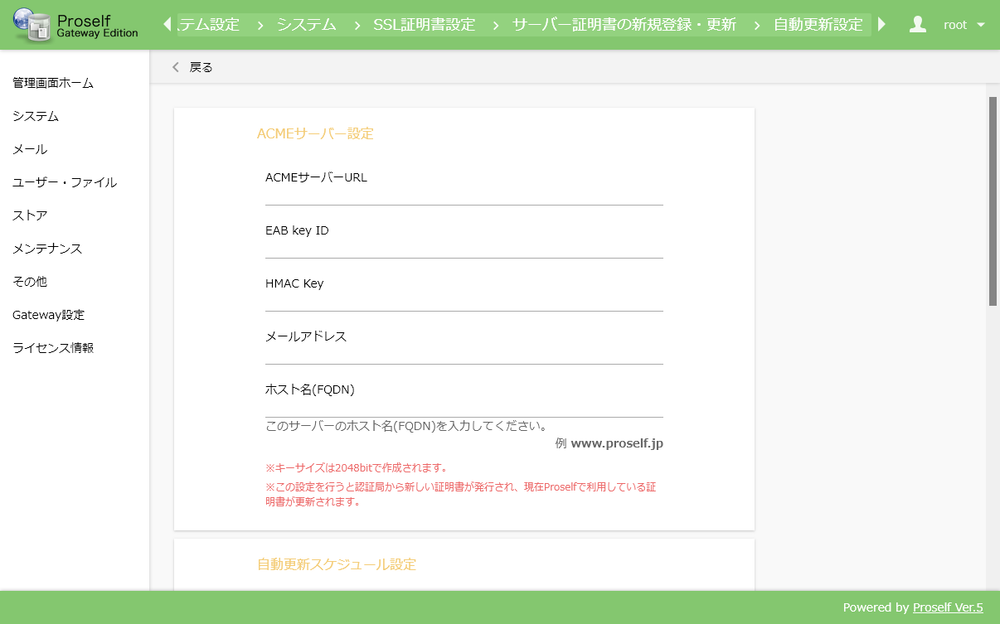 Proself
Gateway Edition
ステム設定 > システム > SSL証明書設定 > サーバー証明書の新規登録・更新 > 自動更新設定
root
戻る
管理画面ホーム
システム
メール
ユーザー・ファイル
ストア
メンテナンス
その他
Gateway設定
ライセンス情報
ACMEサーバー設定
ACMEサーバーURL
EAB key ID
HMAC Key
メールアドレス
ホスト名(FQDN)
このサーバーのホスト名(FQDN)を入力してください。
例 www.proself.jp
※キーサイズは2048bitで作成されます。
※この設定を行うと認証局から新しい証明書が発行され、現在Proselfで利用している証
明書が更新されます。
自動更新スケジュール設定
Powered by Proself Ver.5